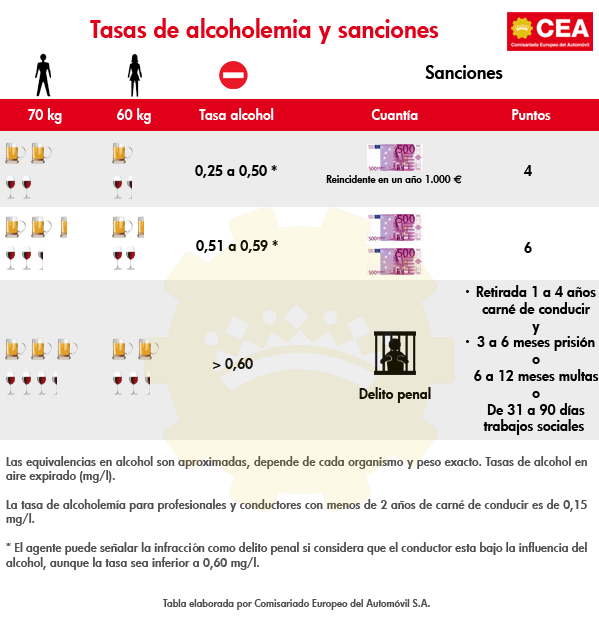 Tasas de alcoholemia y sanciones
CEA
Comisariado Europeo del Automóvil
Sanciones
70 kg
60 kg
Tasa alcohol
Cuantía
Puntos
0,25 a 0,50 *
500
Reincidente en un año 1.000 €
4
0,51 a 0,59 *
500
500
6
> 0,60
Delito penal
· Retirada 1 a 4 años
carné de conducir
y
· 3 a 6 meses prisión
o
6 a 12 meses multas
o
De 31 a 90 días
trabajos sociales
Las equivalencias en alcohol son aproximadas, depende de cada organismo y peso exacto. Tasas de alcohol en
aire expirado (mg/l).
La tasa de alcoholemía para profesionales y conductores con menos de 2 años de carné de conducir es de 0,15
mg/l.
* El agente puede señalar la infracción como delito penal si considera que el conductor esta bajo la influencia del
alcohol, aunque la tasa sea inferior a 0,60 mg/l.
Tabla elaborada por Comisariado Europeo del Automóvil S.A.